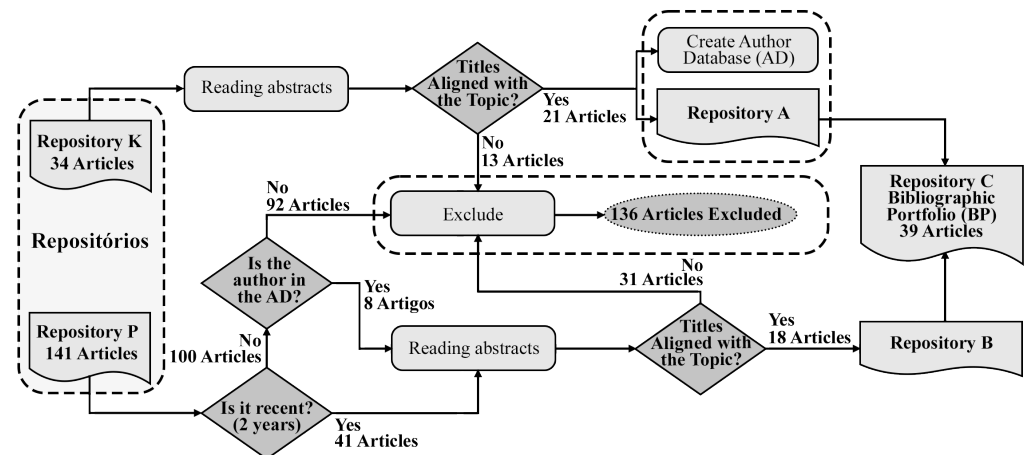 Create Author
Database (AD)
Reading abstracts
Titles
Aligned with
the Topic?
Yes
21 Articles
Repository A
Repository K
34 Articles
No
13 Articles
No
92 Articles
Exclude
136 Articles Excluded
Repository C
Bibliographic
Portfolio (BP)
39 Articles
Repositórios
Is the
author in
the AD?
Yes
8 Artigos
No
31 Articles
Repository P
141 Articles
No
100 Articles
Reading abstracts
Titles
Aligned with
the Topic?
Yes
18 Articles
Repository B
Is it recent?
(2 years)
Yes
41 Articles